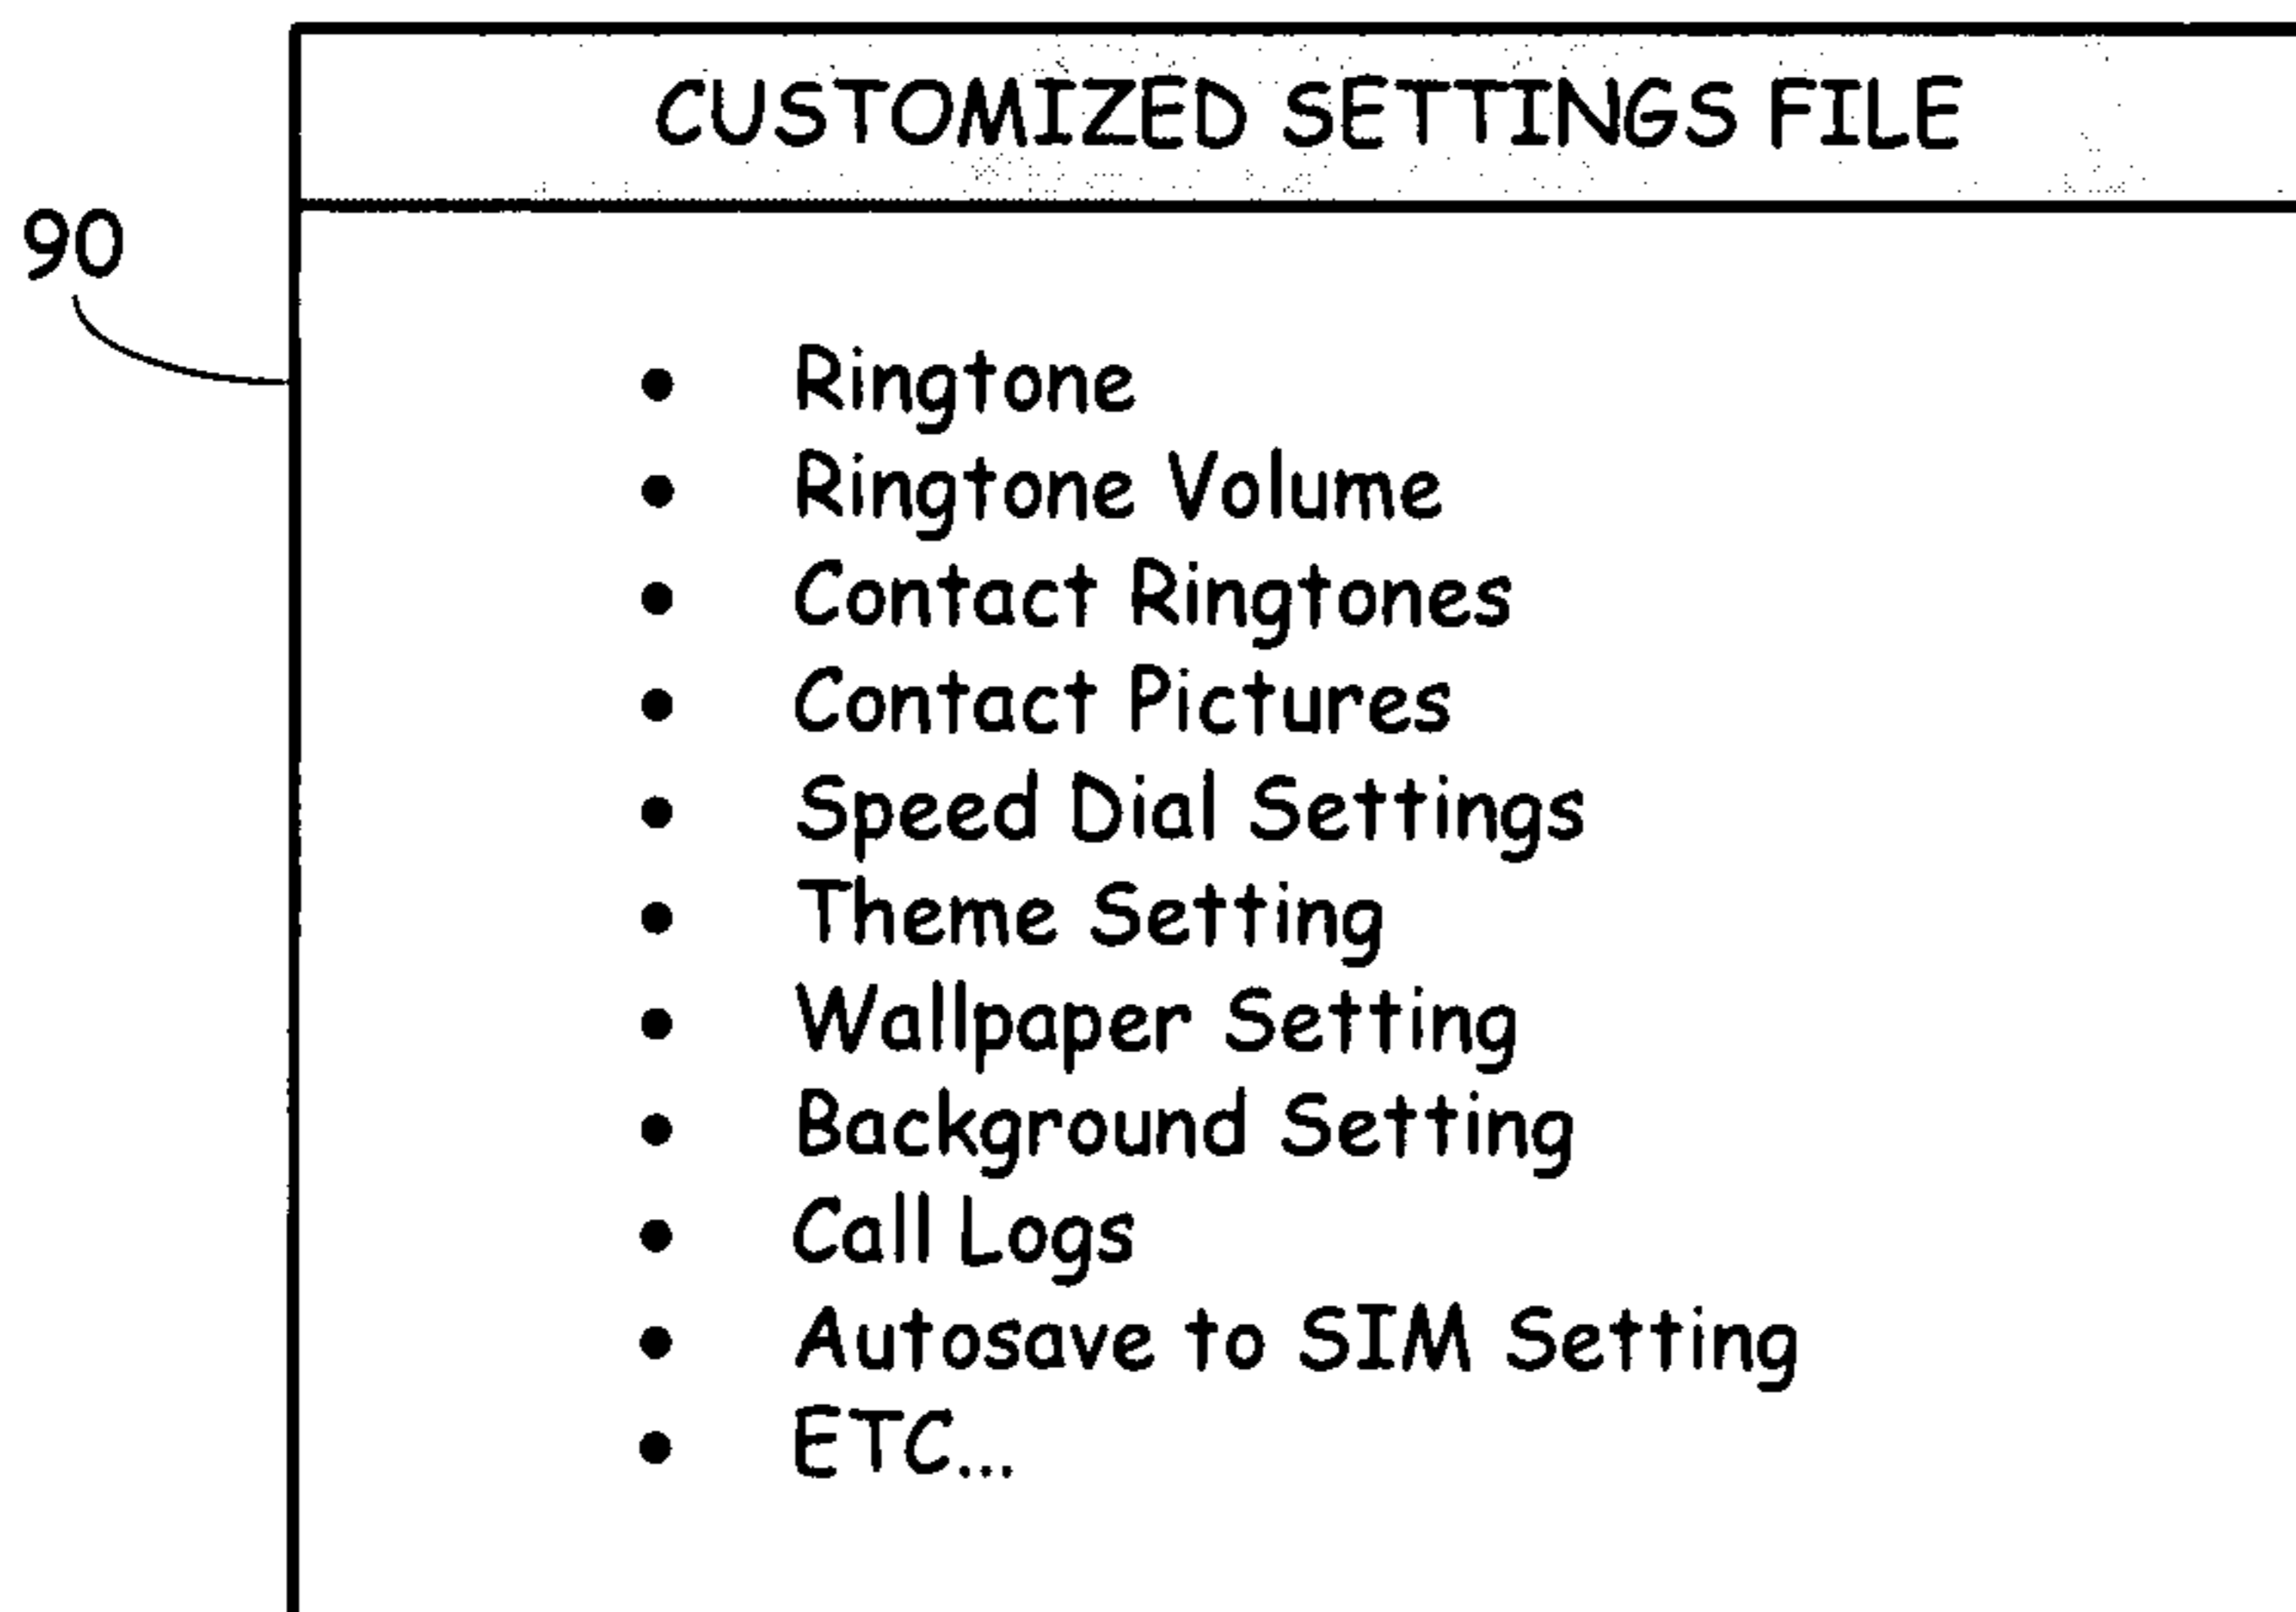 CUSTOMIZED SETTINGS FILE
90
• Ringtone
• Ringtone Volume
• Contact Ringtones
• Contact Pictures
• Speed Dial Settings
• Theme Setting
• Wallpaper Setting
• Background Setting
• Call Logs
• Autosave to SIM Setting
• ETC...